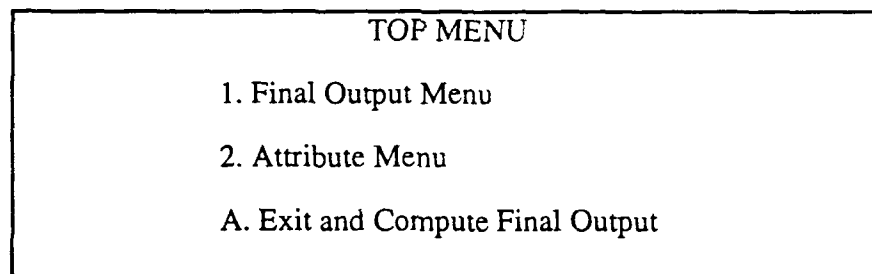 TOP MENU
1. Final Output Menu
2. Attribute Menu
A. Exit and Compute Final Output